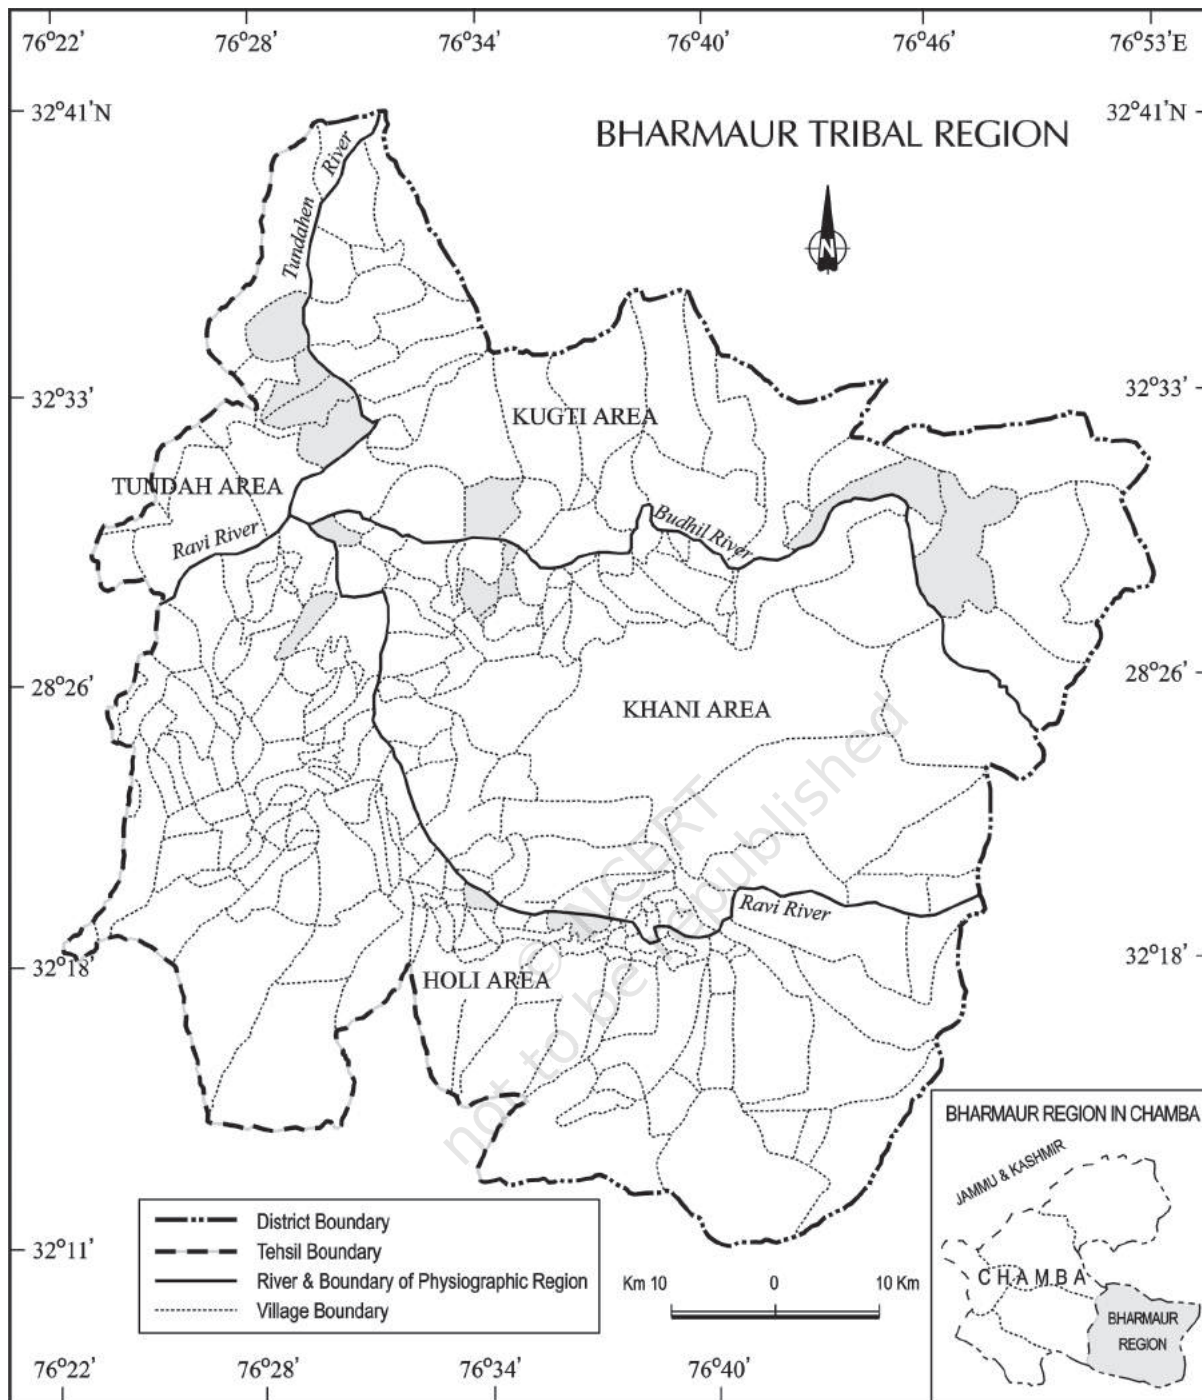 76°22' 76°28' 76°34' 76°40' 76°46' 76°53'E
32°41'N 32°41'N
BHARMAUR TRIBAL REGION
River
Tundahen
N
32°33' 32°33'
KUGTI AREA
TUNDAH AREA
Ravi River
Budhil River
28°26' 28°26'
KHANI AREA
© NCERT
not to be republished
Ravi River
32°18' 32°18'
HOLI AREA
BHARMAUR REGION IN CHAMBA
JAMMU & KASHMIR
CHAMBA
BHARMAUR
REGION
District Boundary
Tehsil Boundary
River & Boundary of Physiographic Region
Village Boundary
32°11'
Km 10 0 10 Km
76°22' 76°28' 76°34' 76°40'